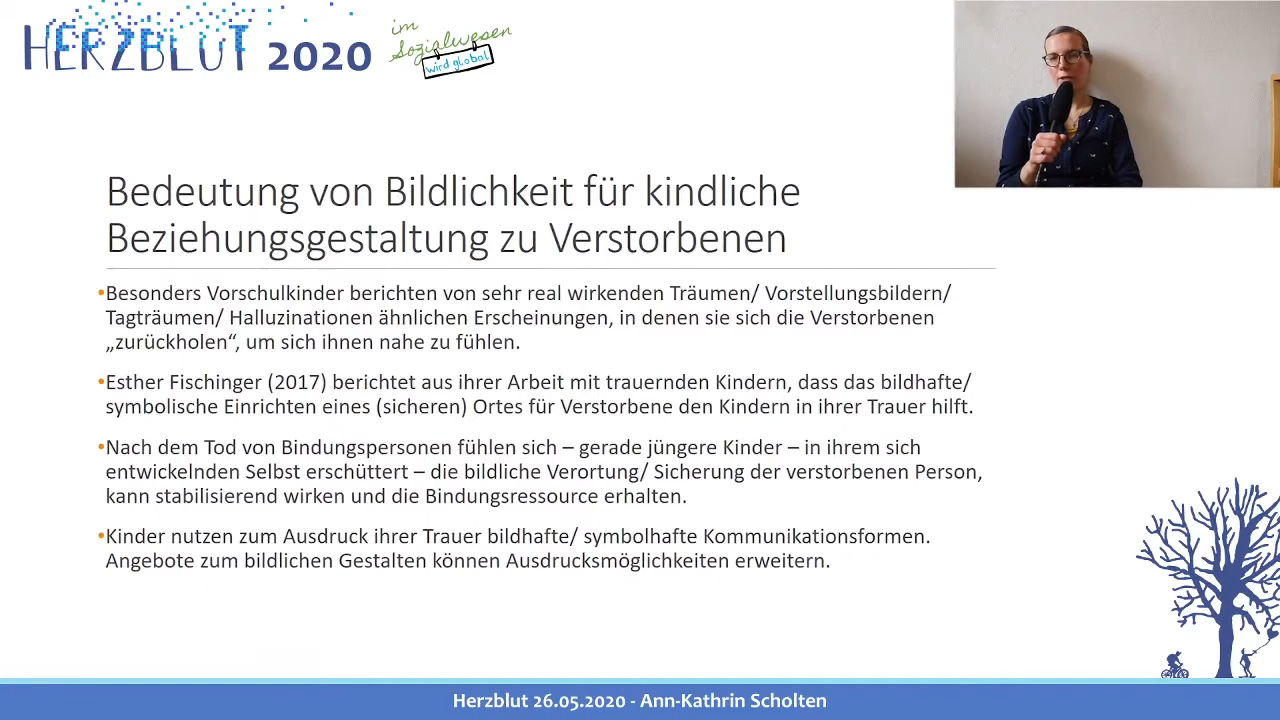 HERZBLUT 2020
im
Sozialwesen
wird global
Bedeutung von Bildlichkeit für kindliche
Beziehungsgestaltung zu Verstorbenen
•Besonders Vorschulkinder berichten von sehr real wirkenden Träumen/ Vorstellungsbildern/
Tagträumen/ Halluzinationen ähnlichen Erscheinungen, in denen sie sich die Verstorbenen
„zurückholen“, um sich ihnen nahe zu fühlen.
•Esther Fischinger (2017) berichtet aus ihrer Arbeit mit trauernden Kindern, dass das bildhafte/
symbolische Einrichten eines (sicheren) Ortes für Verstorbene den Kindern in ihrer Trauer hilft.
•Nach dem Tod von Bindungspersonen fühlen sich – gerade jüngere Kinder – in ihrem sich
entwickelnden Selbst erschüttert – die bildliche Verortung/ Sicherung der verstorbenen Person,
kann stabilisierend wirken und die Bindungsressource erhalten.
•Kinder nutzen zum Ausdruck ihrer Trauer bildhafte/ symbolhafte Kommunikationsformen.
Angebote zum bildlichen Gestalten können Ausdrucksmöglichkeiten erweitern.
Herzblut 26.05.2020 - Ann-Kathrin Scholten